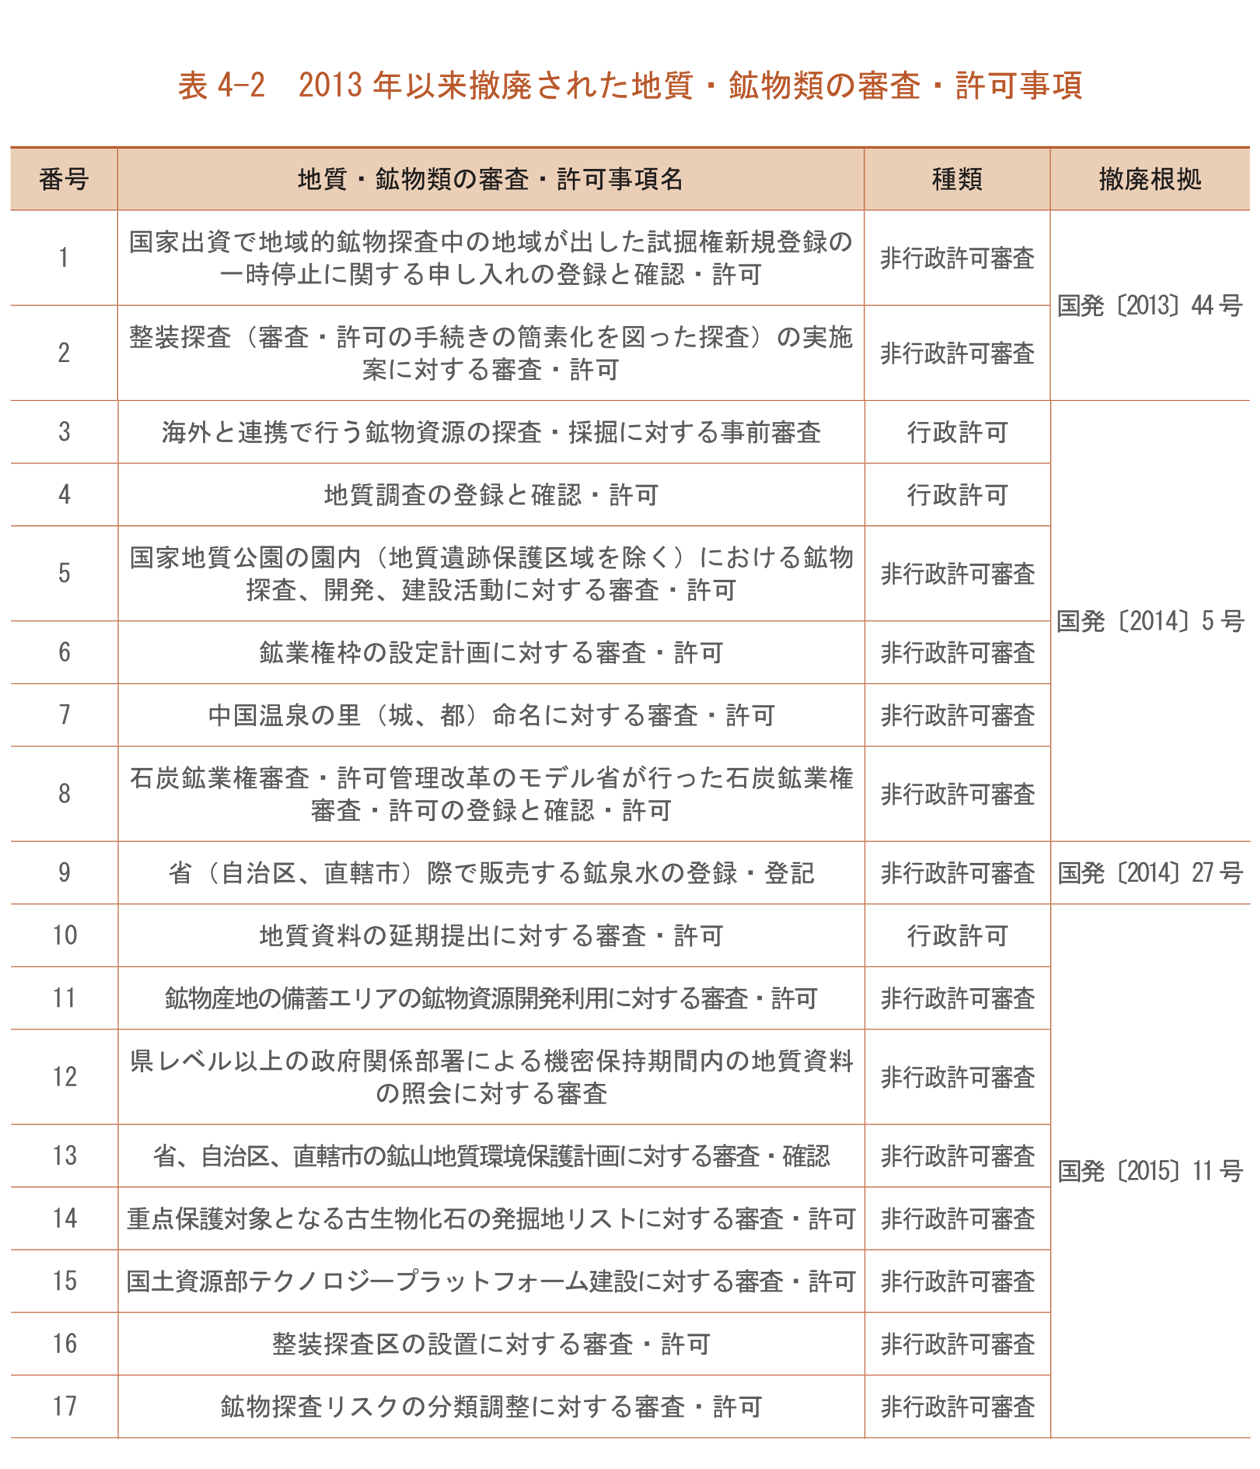 表 4−2　2013 年以来撤廃された地質・鉱物類の審査・許可事項
番号　地質・鉱物類の審査・許可事項名　種類　撤廃根拠
1　国家出資で地域的鉱物探査中の地域が出した試掘権新規登録の
一時停止に関する申し入れの登録と確認・許可　非行政許可審査
国発〔2013〕44 号
2　整装探査（審査・許可の手続きの簡素化を図った探査）の実施
案に対する審査・許可　非行政許可審査
3　海外と連携で行う鉱物資源の探査・採掘に対する事前審査　行政許可
4　地質調査の登録と確認・許可　行政許可
5　国家地質公園の園内（地質遺跡保護区域を除く）における鉱物
探査、開発、建設活動に対する審査・許可　非行政許可審査
国発〔2014〕5 号
6　鉱業権枠の設定計画に対する審査・許可　非行政許可審査
7　中国温泉の里（城、都）命名に対する審査・許可　非行政許可審査
8　石炭鉱業権審査・許可管理改革のモデル省が行った石炭鉱業権
審査・許可の登録と確認・許可　非行政許可審査
9　省（自治区、直轄市）際で販売する鉱泉水の登録・登記　非行政許可審査　国発〔2014〕27 号
10　地質資料の延期提出に対する審査・許可　行政許可
11　鉱物産地の備蓄エリアの鉱物資源開発利用に対する審査・許可　非行政許可審査
12　県レベル以上の政府関係部署による機密保持期間内の地質資料
の照会に対する審査　非行政許可審査
13　省、自治区、直轄市の鉱山地質環境保護計画に対する審査・確認　非行政許可審査
国発〔2015〕11 号
14　重点保護対象となる古生物化石の発掘地リストに対する審査・許可　非行政許可審査
15　国土資源部テクノロジープラットフォーム建設に対する審査・許可　非行政許可審査
16　整装探査区の設置に対する審査・許可　非行政許可審査
17　鉱物探査リスクの分類調整に対する審査・許可　非行政許可審査